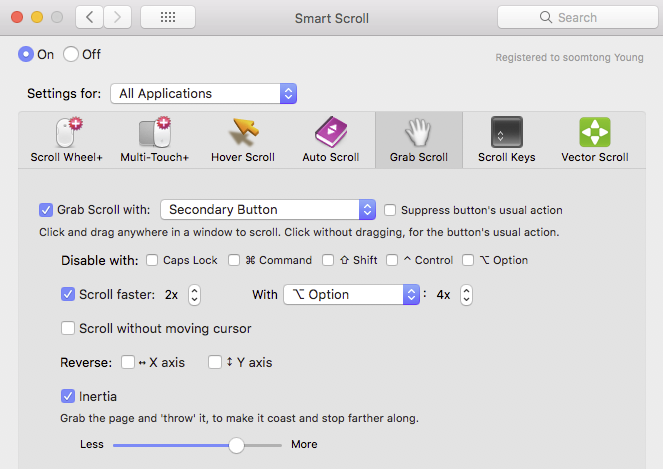 Smart Scroll
Search
On Off
Registered to soomtong Young
Settings for: All Applications
Scroll Wheel+ Multi-Touch+ Hover Scroll Auto Scroll Grab Scroll Scroll Keys Vector Scroll
Grab Scroll with: Secondary Button Suppress button's usual action
Click and drag anywhere in a window to scroll. Click without dragging, for the button's usual action.
Disable with: Caps Lock ⌘ Command ⇧ Shift ^ Control ⌥ Option
Scroll faster: 2x With ⌥ Option : 4x
Scroll without moving cursor
Reverse: ↔ X axis ↕ Y axis
Inertia
Grab the page and 'throw' it, to make it coast and stop farther along.
Less More